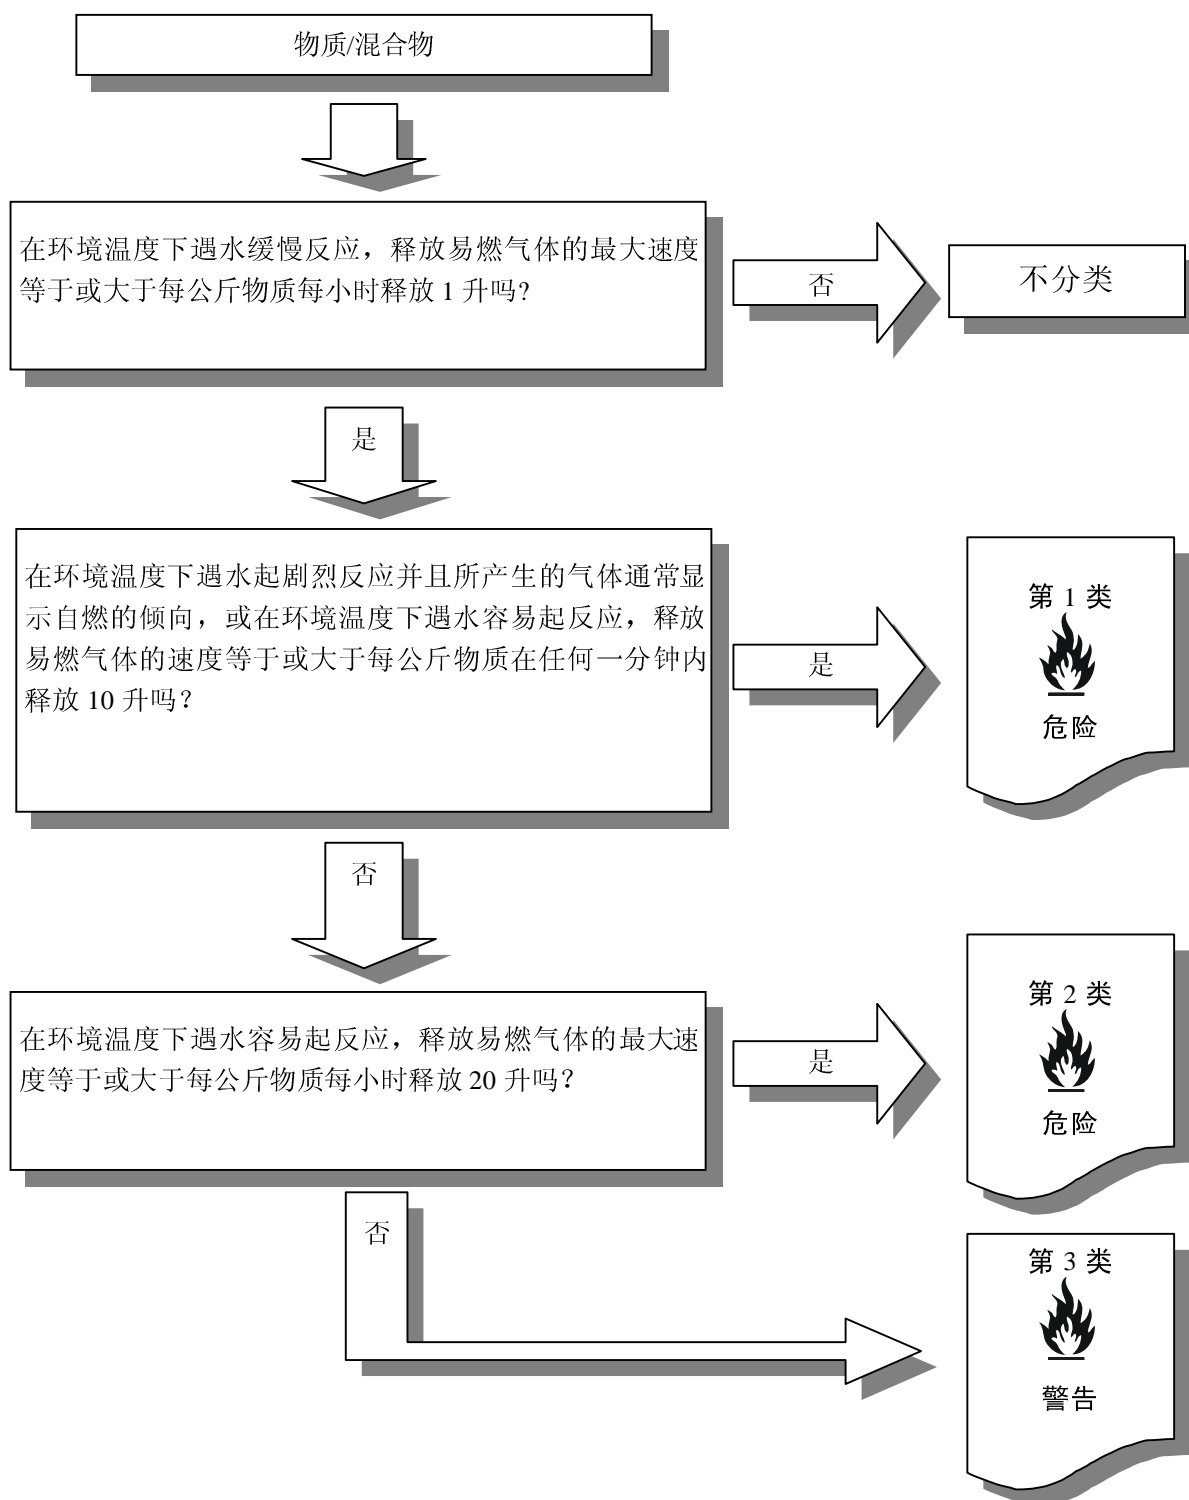 物质/混合物
在环境温度下遇水缓慢反应，释放易燃气体的最大速度
等于或大于每公斤物质每小时释放 1 升吗?
否
不分类
是
在环境温度下遇水起剧烈反应并且所产生的气体通常显
示自燃的倾向，或在环境温度下遇水容易起反应，释放
易燃气体的速度等于或大于每公斤物质在任何一分钟内
释放 10 升吗？
是
第 1 类
危险
否
在环境温度下遇水容易起反应，释放易燃气体的最大速
度等于或大于每公斤物质每小时释放 20 升吗？
是
第 2 类
危险
否
第 3 类
警告